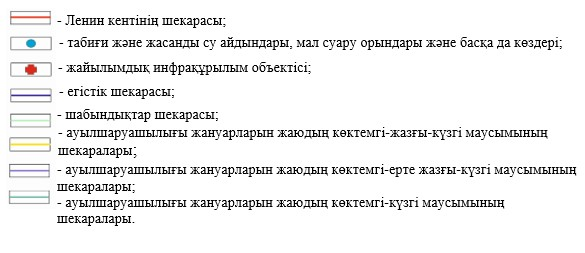 - Ленин кентінің шекарасы;
- табиғи және жасанды су айдындары, мал суару орындары және басқа да көздері;
- жайылымдық инфрақұрылым объектісі;
- егістік шекарасы;
- шабындықтар шекарасы;
- ауылшаруашылығы жануарларын жаюдың көктемгі-жазғы-күзгі маусымының
шекаралары;
- ауылшаруашылығы жануарларын жаюдың көктемгі-ерте жазғы-күзгі маусымының
шекаралары;
- ауылшаруашылығы жануарларын жаюдың көктемгі-күзгі маусымының
шекаралары.